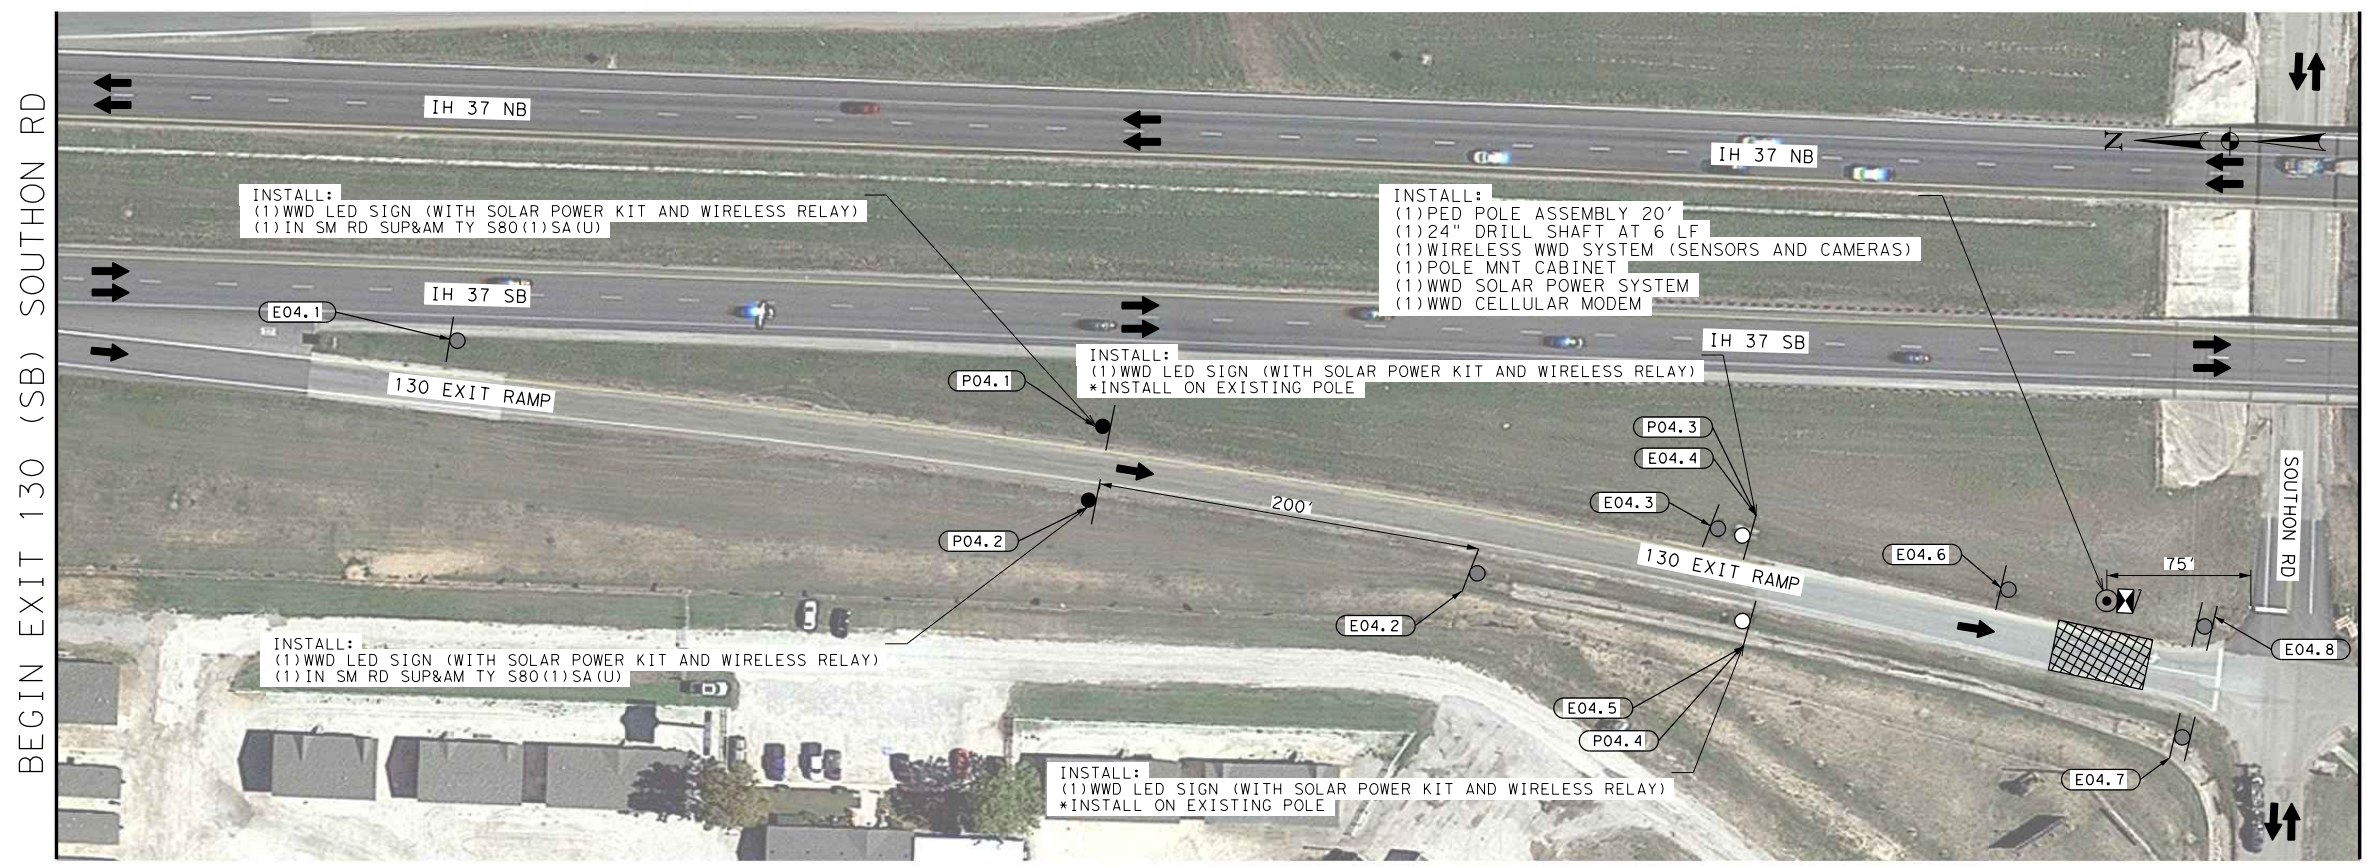 BEGIN EXIT 130 (SB) SOUTHON RD
IH 37 NB
IH 37 NB
N
INSTALL:
(1)WWD LED SIGN (WITH SOLAR POWER KIT AND WIRELESS RELAY)
(1)IN SM RD SUP&AM TY S80(1)SA(U)
INSTALL:
(1)PED POLE ASSEMBLY 20'
(1)24" DRILL SHAFT AT 6 LF
(1)WIRELESS WWD SYSTEM (SENSORS AND CAMERAS)
(1)POLE MNT CABINET
(1)WWD SOLAR POWER SYSTEM
(1)WWD CELLULAR MODEM
IH 37 SB
E04.1
IH 37 SB
INSTALL:
(1)WWD LED SIGN (WITH SOLAR POWER KIT AND WIRELESS RELAY)
*INSTALL ON EXISTING POLE
130 EXIT RAMP
P04.1
P04.3
E04.4
E04.3
200'
P04.2
SOUTHON RD
E04.6
75'
130 EXIT RAMP
E04.2
E04.8
INSTALL:
(1)WWD LED SIGN (WITH SOLAR POWER KIT AND WIRELESS RELAY)
(1)IN SM RD SUP&AM TY S80(1)SA(U)
E04.5
P04.4
E04.7
INSTALL:
(1)WWD LED SIGN (WITH SOLAR POWER KIT AND WIRELESS RELAY)
*INSTALL ON EXISTING POLE